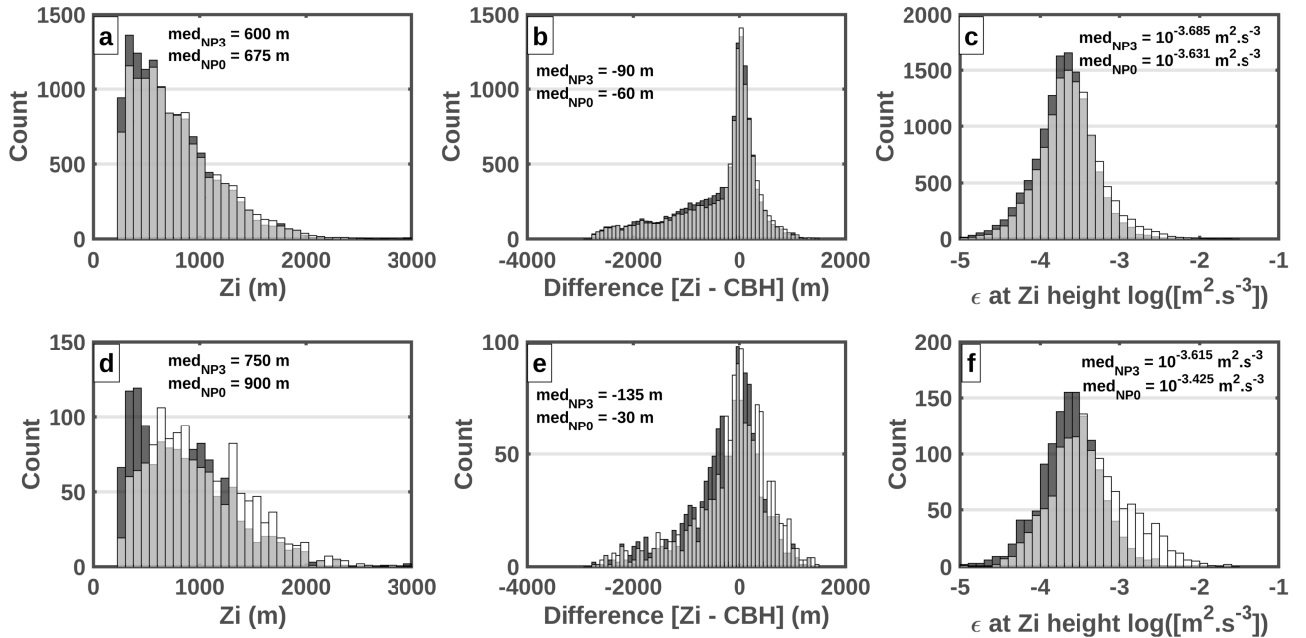 a
med_NP3 = 600 m
med_NP0 = 675 m
1500
1000
500
0
Count
0 1000 2000 3000
Zi (m)
b
med_NP3 = -90 m
med_NP0 = -60 m
1500
1000
500
0
Count
-4000 -2000 0 2000
Difference [Zi - CBH] (m)
c
med_NP3 = 10^-3.685 m^2.s^-3
med_NP0 = 10^-3.631 m^2.s^-3
2000
1500
1000
500
0
Count
-5 -4 -3 -2 -1
ϵ at Zi height log([m^2.s^-3])
d
med_NP3 = 750 m
med_NP0 = 900 m
150
100
50
0
Count
0 1000 2000 3000
Zi (m)
e
med_NP3 = -135 m
med_NP0 = -30 m
100
50
0
Count
-4000 -2000 0 2000
Difference [Zi - CBH] (m)
f
med_NP3 = 10^-3.615 m^2.s^-3
med_NP0 = 10^-3.425 m^2.s^-3
200
150
100
50
0
Count
-5 -4 -3 -2 -1
ϵ at Zi height log([m^2.s^-3])